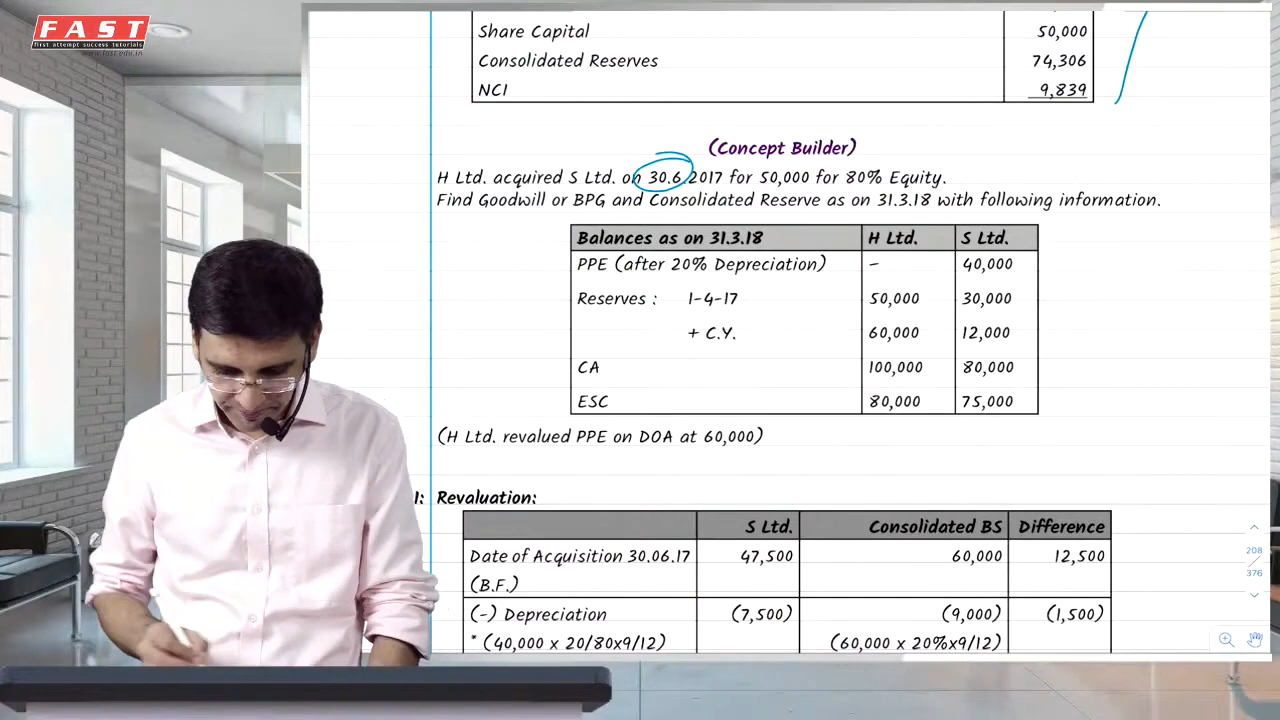 FAST
first attempt success tutorials
www.fast.edu.in
Share Capital 50,000
Consolidated Reserves 74,306
NCI 9,839
(Concept Builder)
H Ltd. acquired S Ltd. on 30.6.2017 for 50,000 for 80% Equity.
Find Goodwill or BPG and Consolidated Reserve as on 31.3.18 with following information.
Balances as on 31.3.18 H Ltd. S Ltd.
PPE (after 20% Depreciation) - 40,000
Reserves : 1-4-17 50,000 30,000
+ C.Y. 60,000 12,000
CA 100,000 80,000
ESC 80,000 75,000
(H Ltd. revalued PPE on DOA at 60,000)
1: Revaluation:
S Ltd. Consolidated BS Difference
Date of Acquisition 30.06.17 47,500 60,000 12,500
(B.F.)
(-) Depreciation (7,500) (9,000) (1,500)
* (40,000 x 20/80x9/12) (60,000 x 20%x9/12)
208
/
376